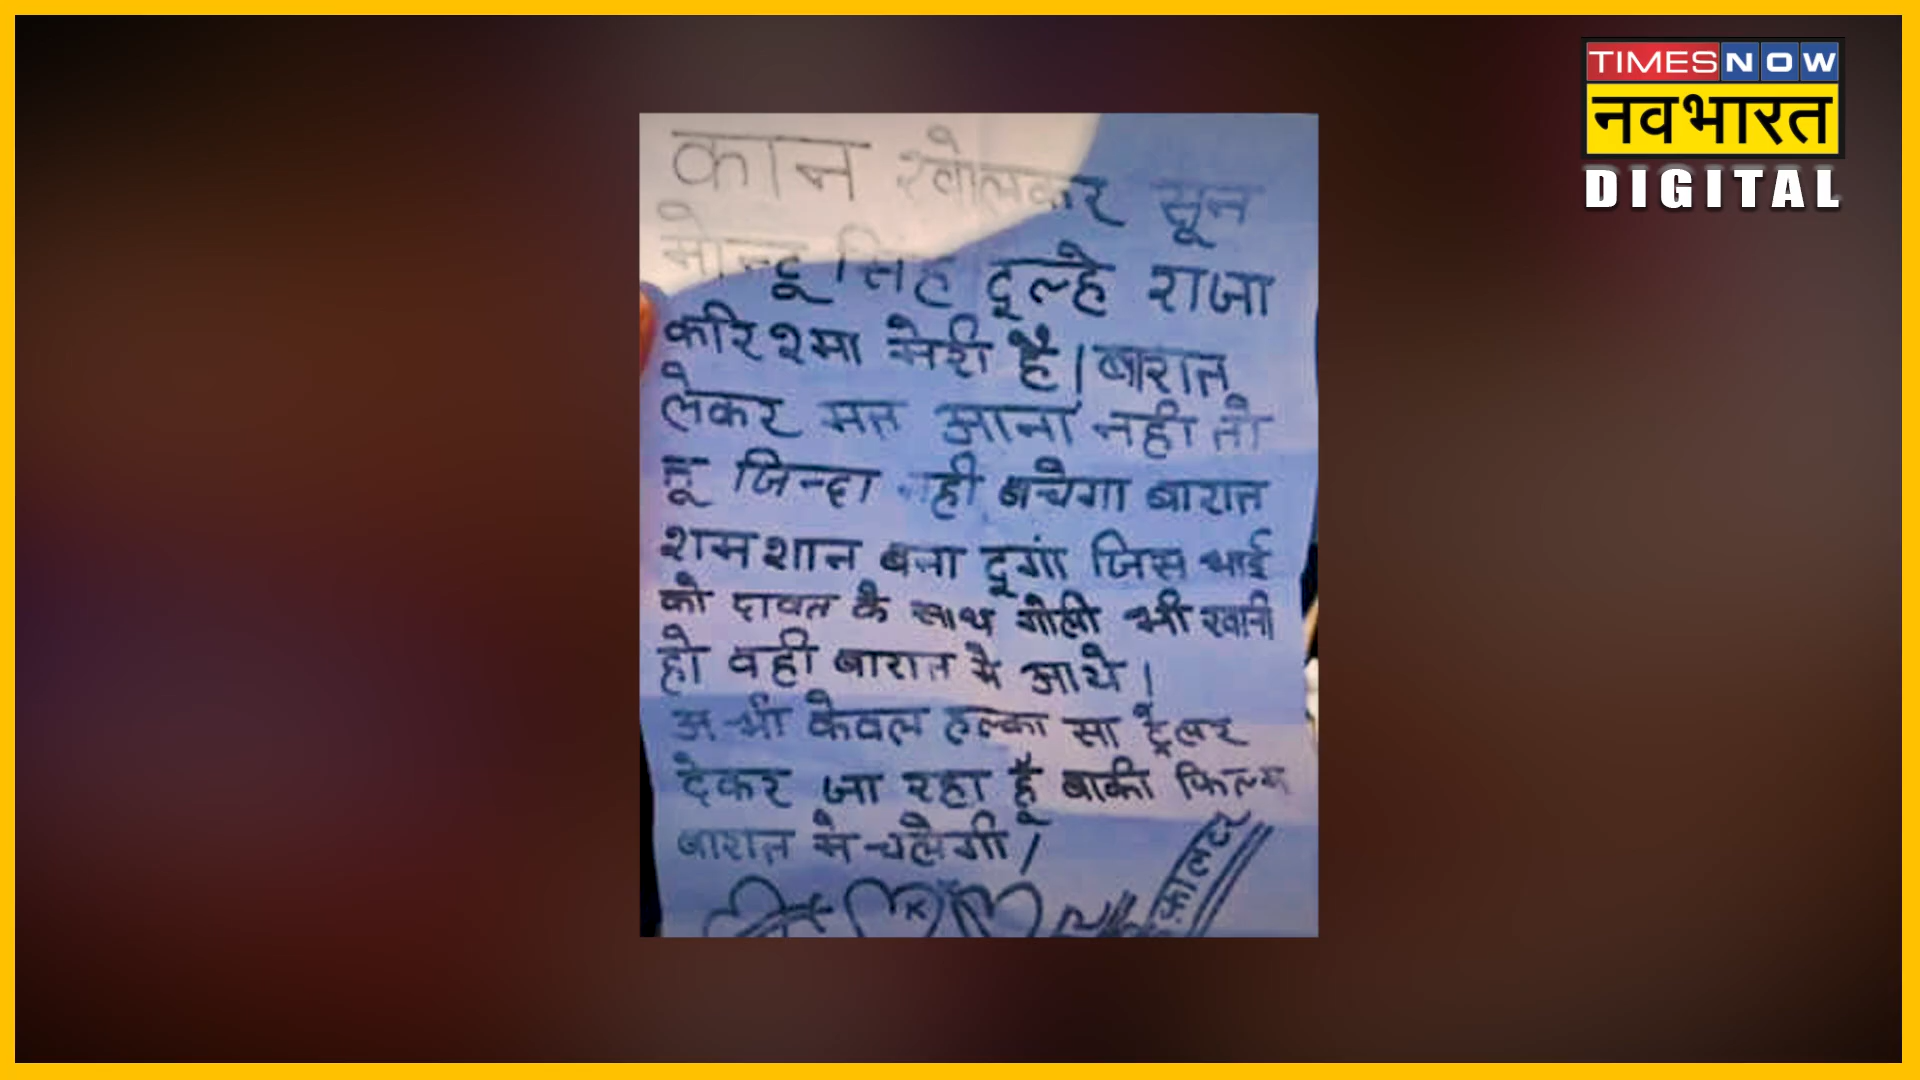 TIMES NOW
नवभारत
DIGITAL
कान खोलकर सून
मोन्टू सिंह दूल्हे राजा
करिश्मा मेरी है। बारात
लेकर मत आना नही तो
तू जिन्दा नही बचेगा बारात
शमशान बना दूगां जिस भाई
को दावत के साथ गोली भी खानी
हो वही बारात मे आये।
अभी केवल हल्का सा ट्रेलर
देकर जा रहा हूँ बाकी फिल्म
बारात मे चलेगी।
K